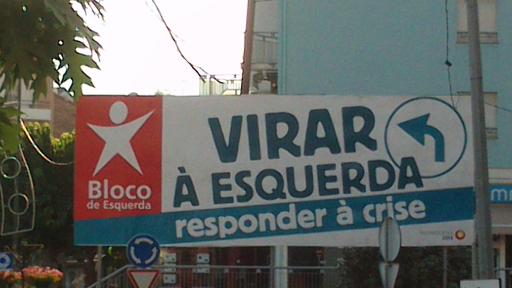 VIRAR
À ESQUERDA
responder à crise
Bloco
de Esquerda